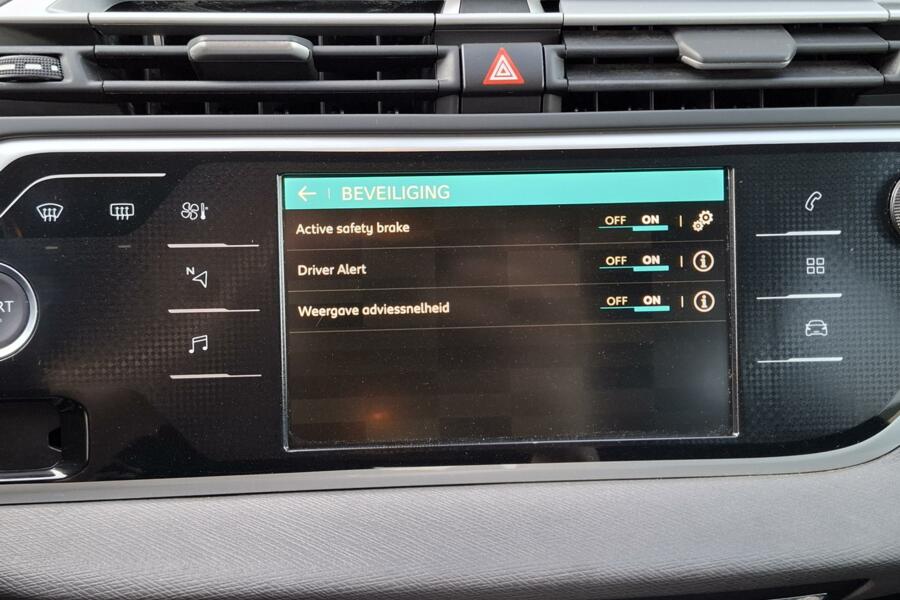 BEVEILIGING
Active safety brake OFF ON
Driver Alert OFF ON
Weergave adviessnelheid OFF ON
N